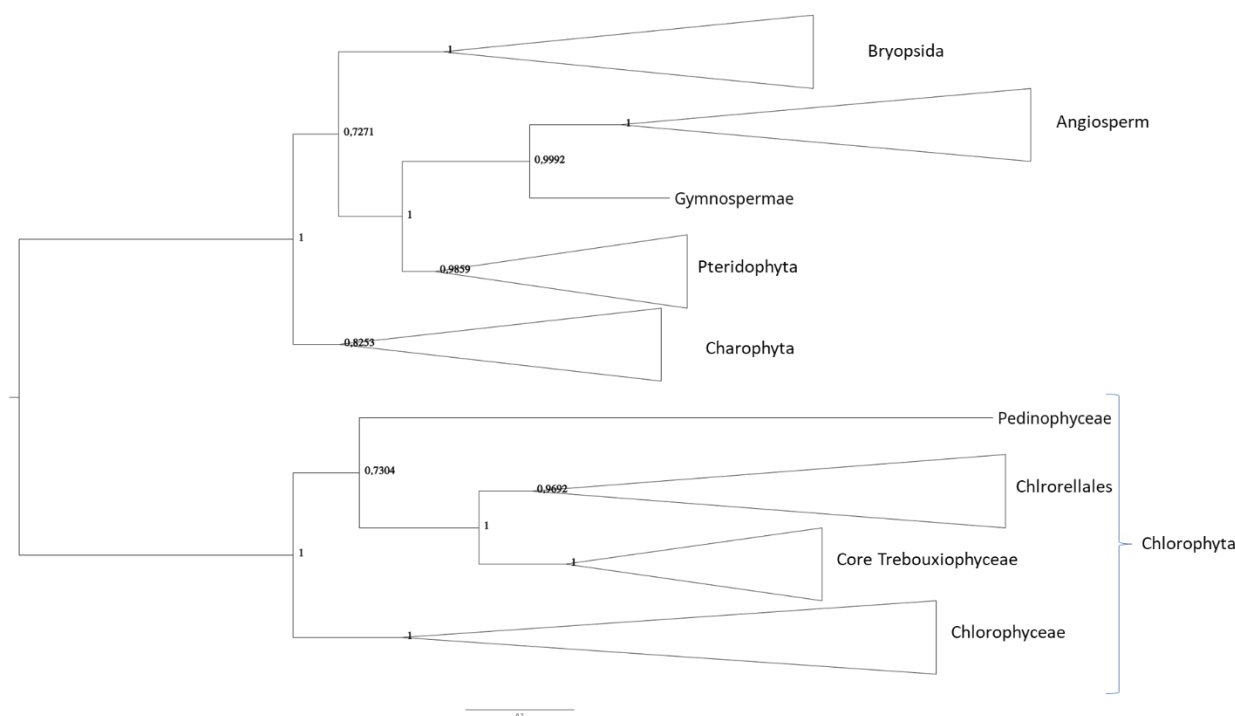 1
Bryopsida
1
Angiosperm
0,7271
0,9992
Gymnospermae
1
1
Pteridophyta
0,9859
0,8253
Charophyta
Pedinophyceae
0,7304
0,9692
Chlrorellales
1
Chlorophyta
1
1
Core Trebouxiophyceae
1
Chlorophyceae